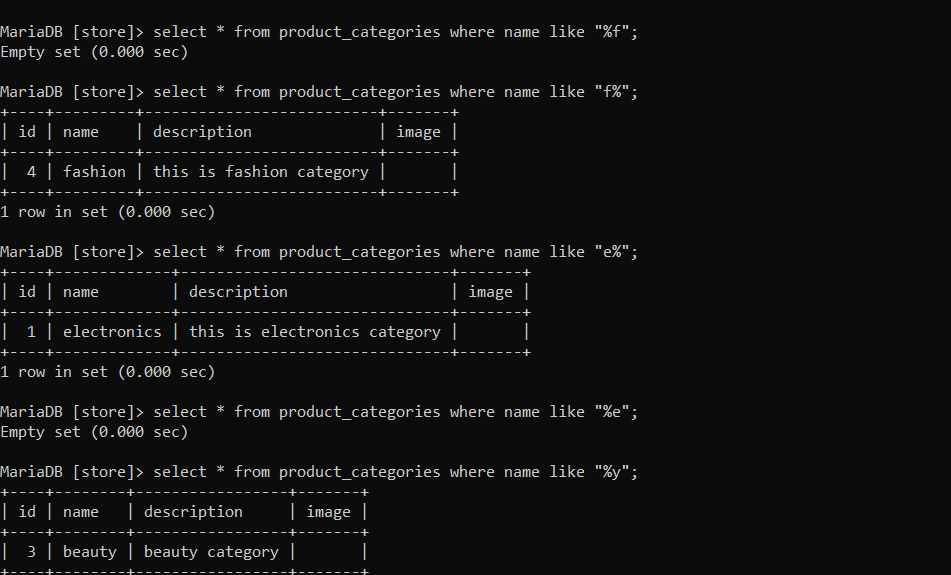 MariaDB [store]> select * from product_categories where name like "%f";
Empty set (0.000 sec)
MariaDB [store]> select * from product_categories where name like "f%";
+----+---------+--------------------------+-------+
| id | name    | description              | image |
+----+---------+--------------------------+-------+
|  4 | fashion | this is fashion category |       |
+----+---------+--------------------------+-------+
1 row in set (0.000 sec)
MariaDB [store]> select * from product_categories where name like "e%";
+----+-------------+------------------------------+-------+
| id | name        | description                  | image |
+----+-------------+------------------------------+-------+
|  1 | electronics | this is electronics category |       |
+----+-------------+------------------------------+-------+
1 row in set (0.000 sec)
MariaDB [store]> select * from product_categories where name like "%e";
Empty set (0.000 sec)
MariaDB [store]> select * from product_categories where name like "%y";
+----+--------+-----------------+-------+
| id | name   | description     | image |
+----+--------+-----------------+-------+
|  3 | beauty | beauty category |       |
+----+--------+-----------------+-------+